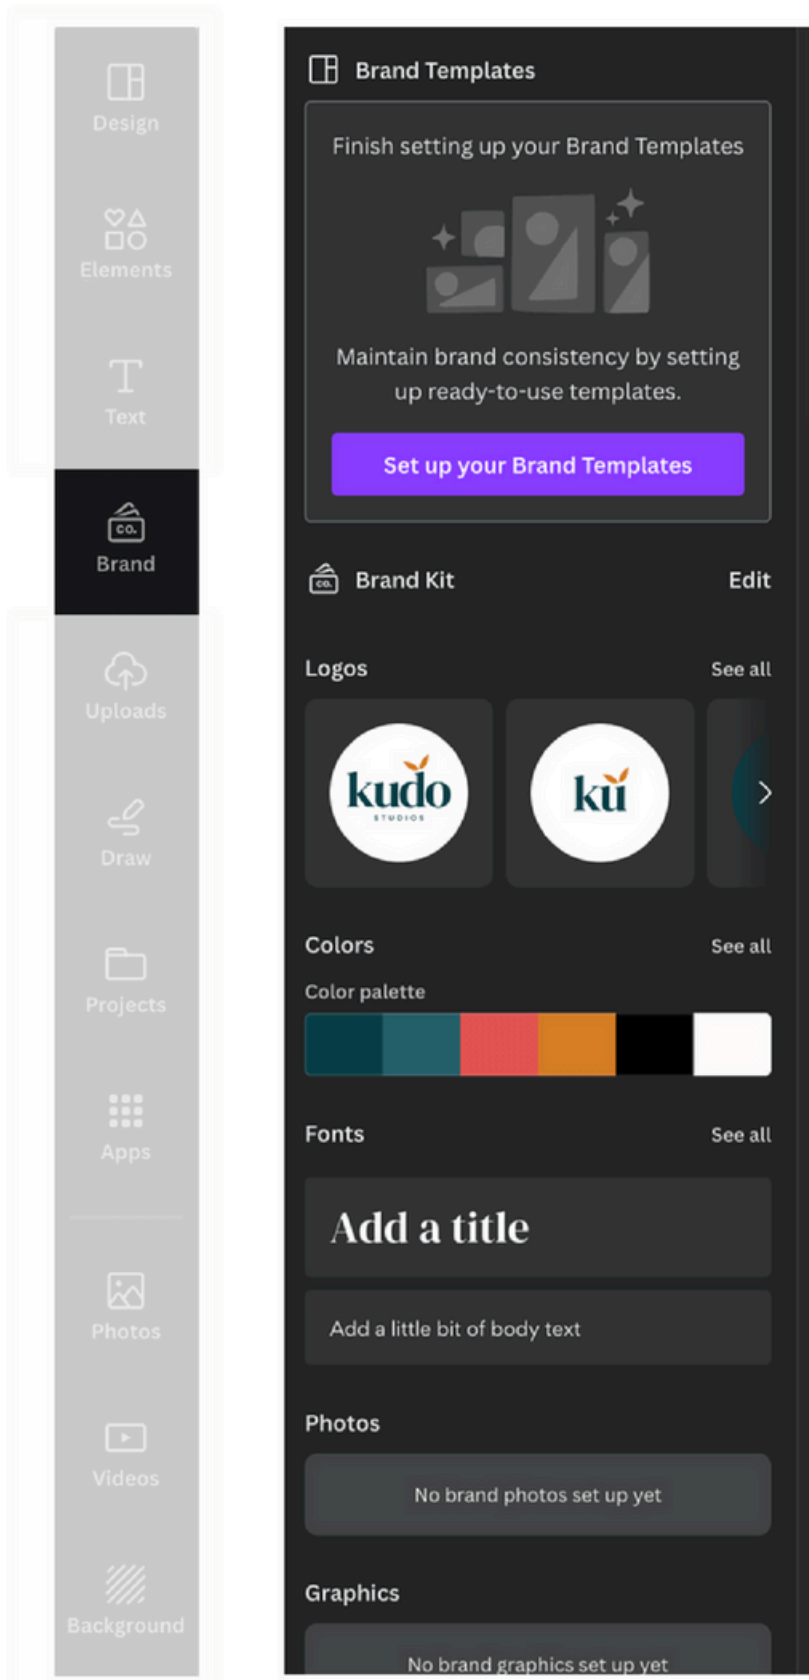 Design
Elements
Text
CO.
Brand
Uploads
Draw
Projects
Apps
Photos
Videos
Background
Brand Templates
Finish setting up your Brand Templates
Maintain brand consistency by setting
up ready-to-use templates.
Set up your Brand Templates
CO.
Brand Kit
Edit
Logos
See all
kudo
STUDIOS
ku
Colors
See all
Color palette
Fonts
See all
Add a title
Add a little bit of body text
Photos
No brand photos set up yet
Graphics
No brand graphics set up yet